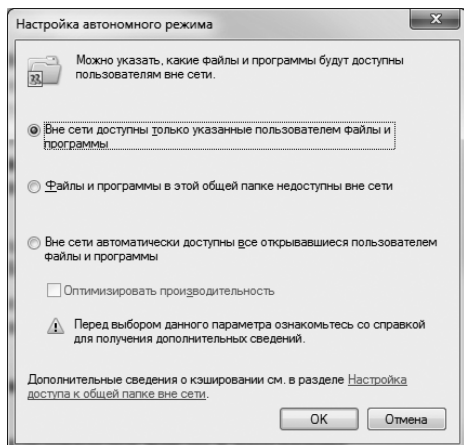 Настройка автономного режима
Можно указать, какие файлы и программы будут доступны
пользователям вне сети.
Вне сети доступны только указанные пользователем файлы и
программы
Файлы и программы в этой общей папке недоступны вне сети
Вне сети автоматически доступны все открывавшиеся пользователем
файлы и программы
Оптимизировать производительность
Перед выбором данного параметра ознакомьтесь со справкой
для получения дополнительных сведений.
Дополнительные сведения о кэшировании см. в разделе Настройка
доступа к общей папке вне сети.
OK Отмена